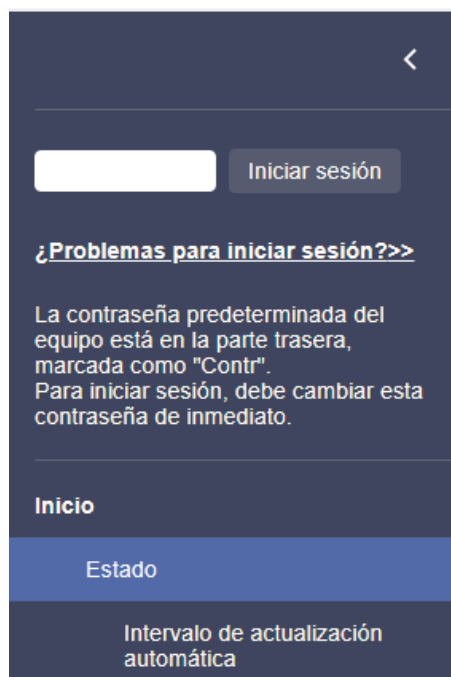 Iniciar sesión
¿Problemas para iniciar sesión?>>
La contraseña predeterminada del
equipo está en la parte trasera,
marcada como "Contr".
Para iniciar sesión, debe cambiar esta
contraseña de inmediato.
Inicio
Estado
Intervalo de actualización
automática